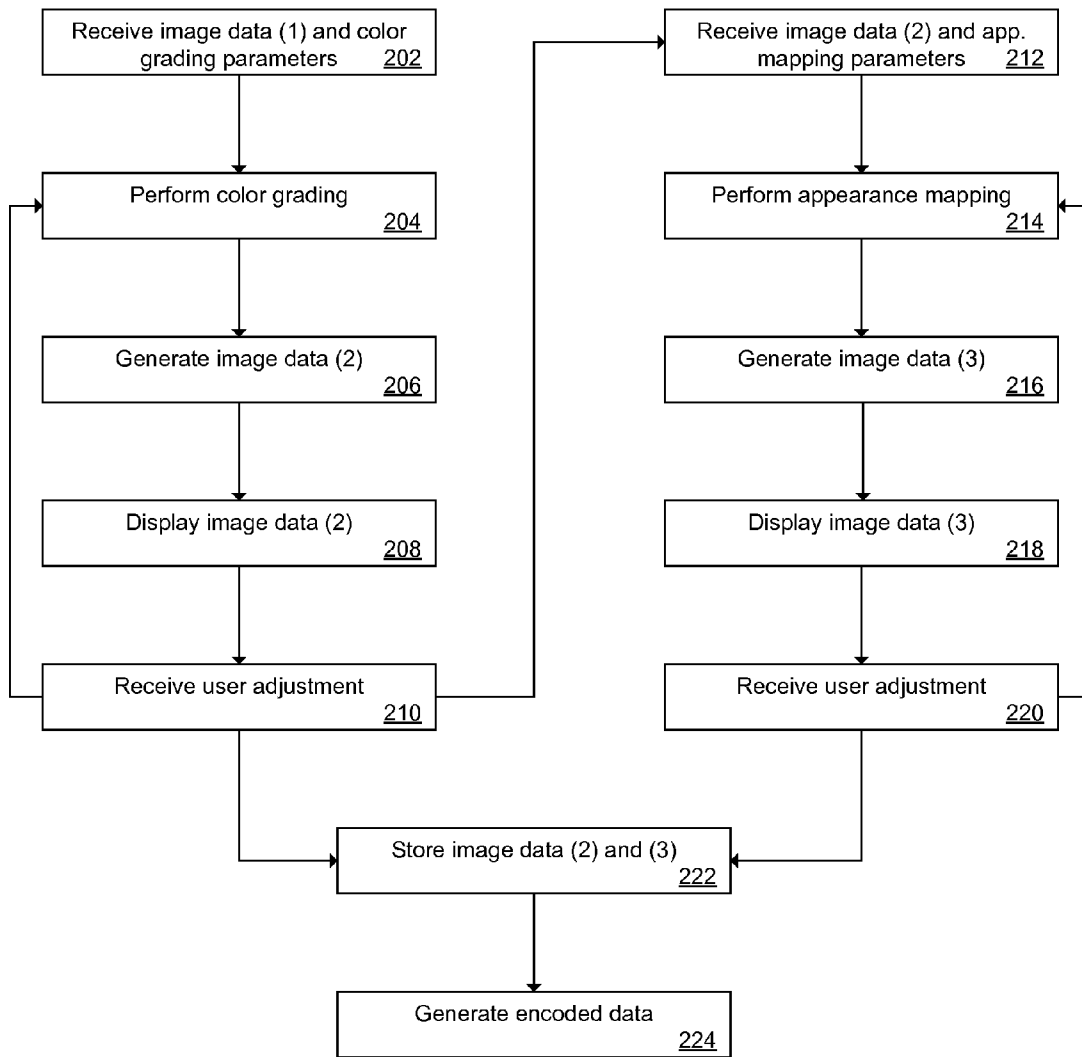 Receive image data (1) and color
grading parameters 202
Perform color grading
204
Generate image data (2)
206
Display image data (2)
208
Receive user adjustment
210
Receive image data (2) and app.
mapping parameters 212
Perform appearance mapping
214
Generate image data (3)
216
Display image data (3)
218
Receive user adjustment
220
Store image data (2) and (3)
222
Generate encoded data
224